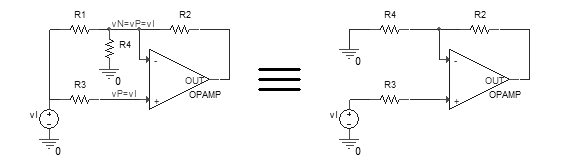 R1 vN=vP=vI R2
R4
-
0
OUT
R3 vP=vI
+
OPAMP
vI
0
R4 R2
0
-
OUT
R3
+
OPAMP
vI
0